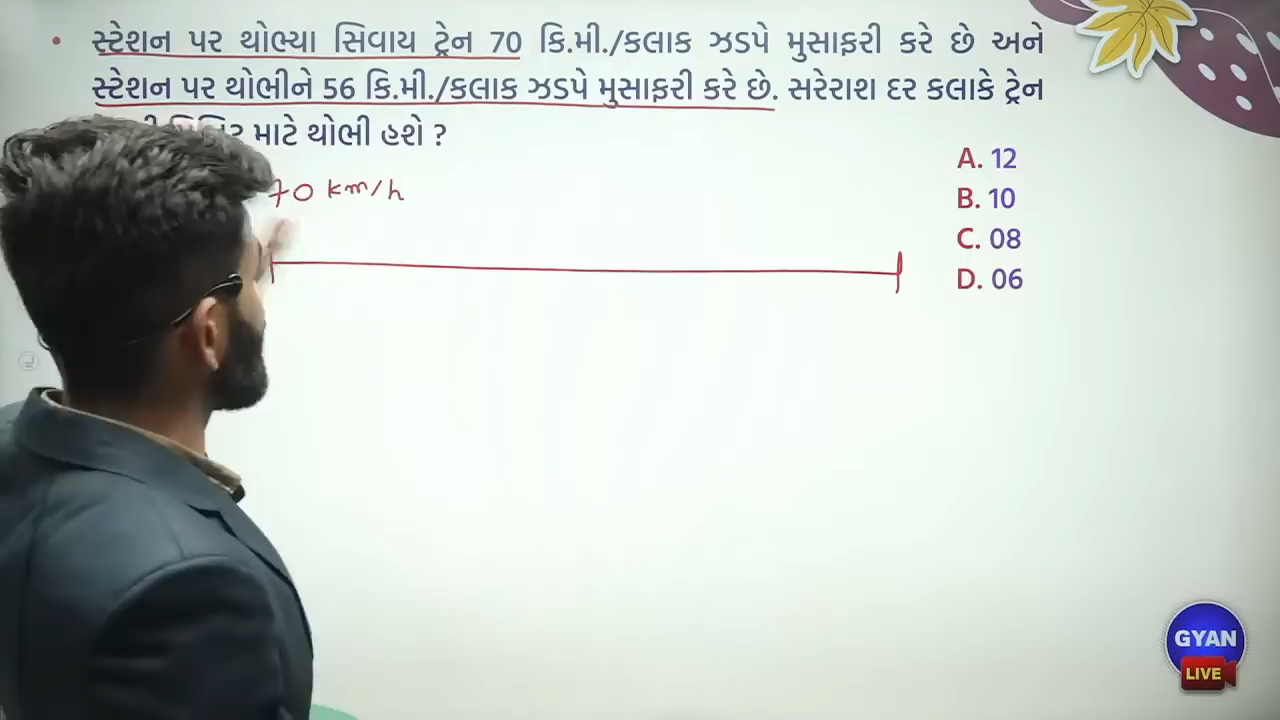 • સ્ટેશન પર થોભ્યા સિવાય ટ્રેન 70 કિ.મી./કલાક ઝડપે મુસાફરી કરે છે અને
સ્ટેશન પર થોભીને 56 કિ.મી./કલાક ઝડપે મુસાફરી કરે છે. સરેરાશ દર કલાકે ટ્રેન
માટે થોભી હશે ?
A. 12
B. 10
C. 08
D. 06
70 km/h
GYAN
LIVE